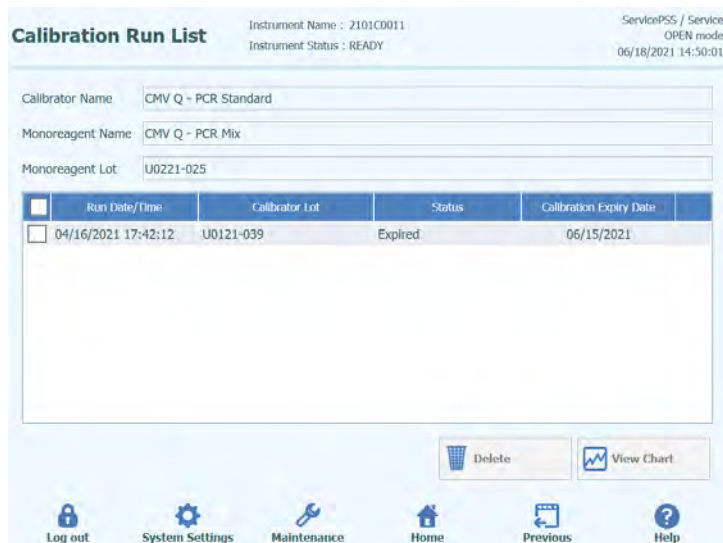 Calibration Run List
Instrument Name : 2101C0011
Instrument Status : READY
ServicePSS / Service
OPEN mode
06/18/2021 14:50:01
Calibrator Name CMV Q - PCR Standard
Monoreagent Name CMV Q - PCR Mix
Monoreagent Lot U0221-025
Run Date/Time Calibrator Lot Status Calibration Expiry Date
04/16/2021 17:42:12 U0121-039 Expired 06/15/2021
Delete View Chart
Log out System Settings Maintenance Home Previous Help